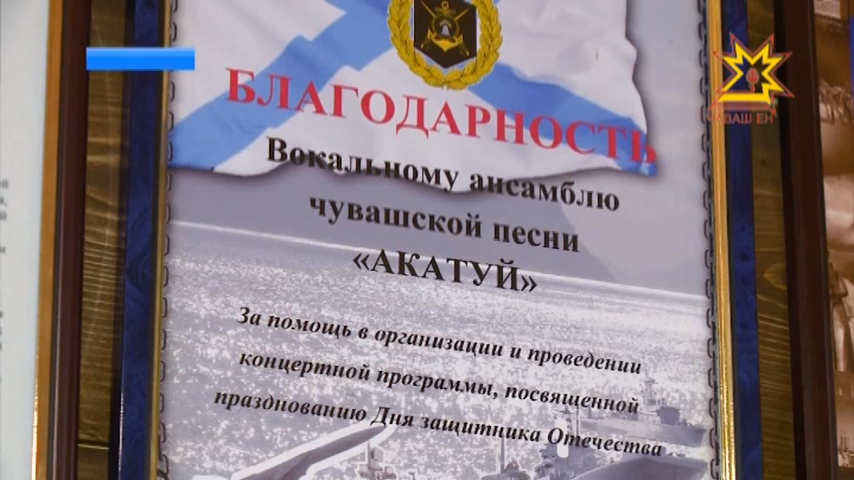 БЛАГОДАРНОСТЬ
Вокальному ансамблю
чувашской песни
«АКАТУЙ»
За помощь в организации и проведении
концертной программы, посвященной
празднованию Дня защитника Отечества